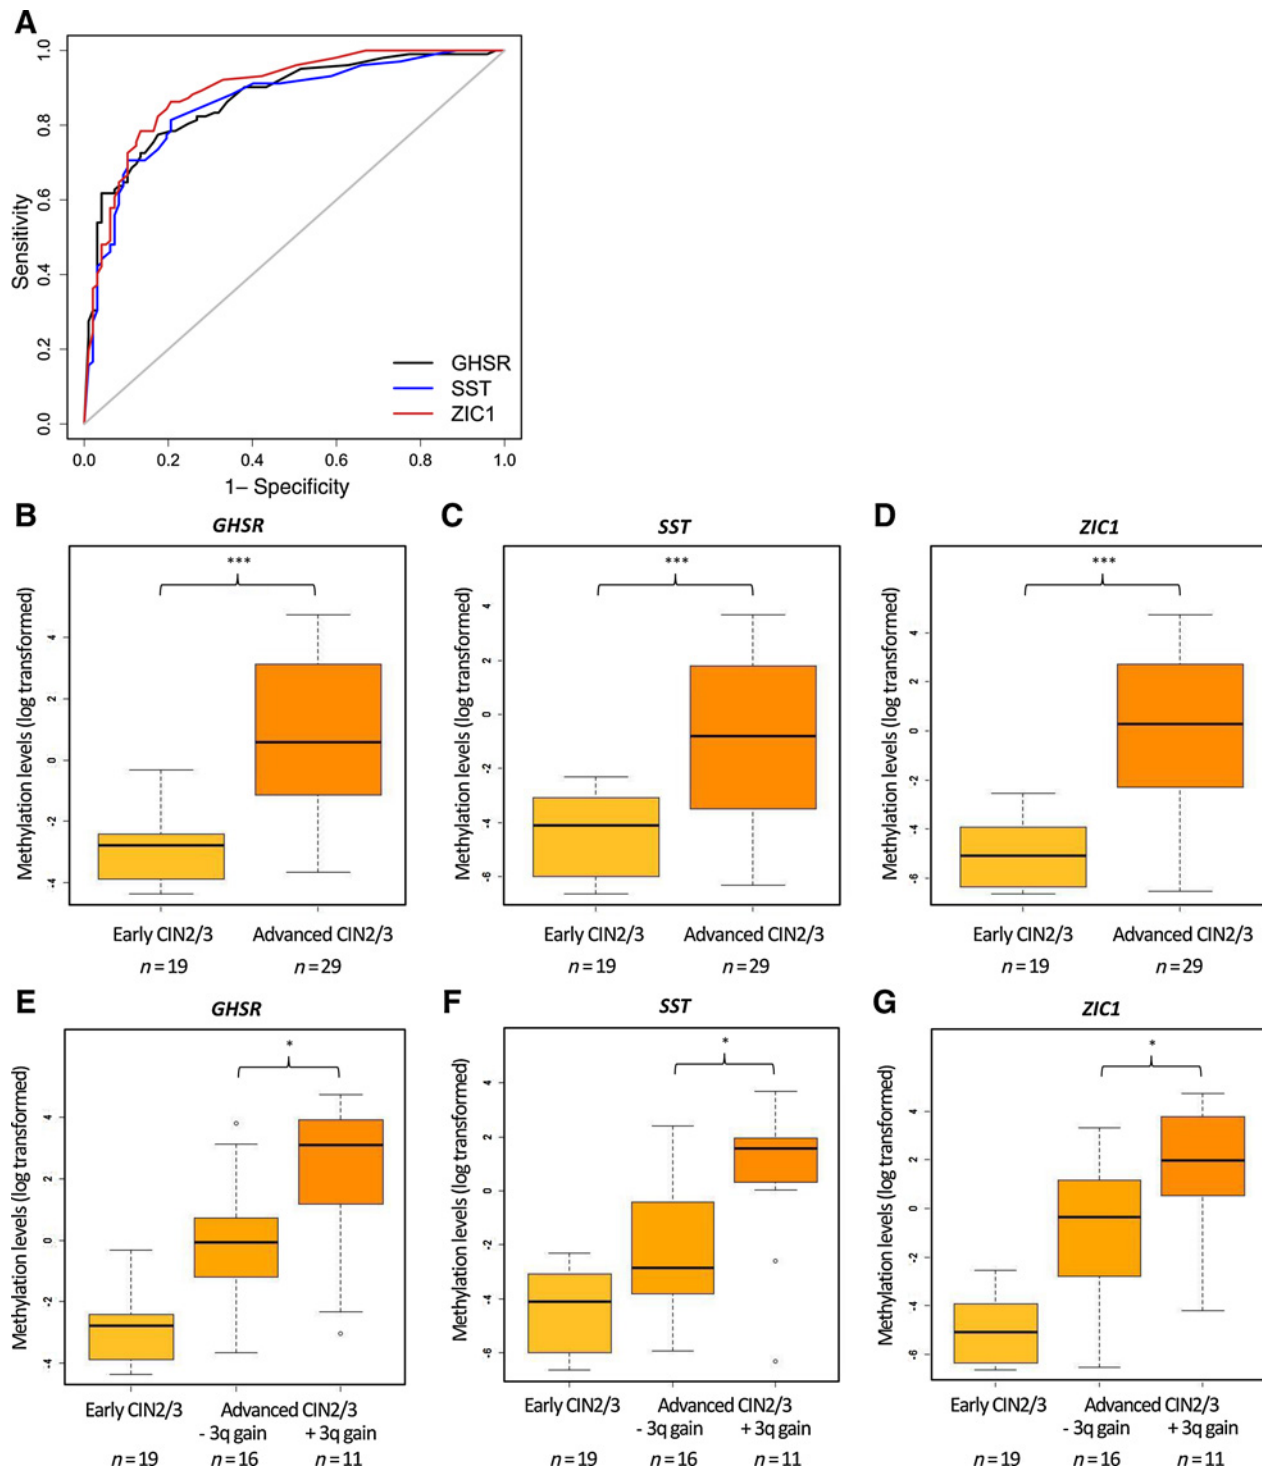 A
1.0
0.8
0.6
0.4
0.2
0.0
Sensitivity
GHSR
SST
ZIC1
0.0 0.2 0.4 0.6 0.8 1.0
1– Specificity
B
GHSR
***
Methylation levels (log transformed)
4
2
0
-2
-4
Early CIN2/3 Advanced CIN2/3
n=19 n=29
C
SST
***
Methylation levels (log transformed)
4
2
0
-2
-4
-6
Early CIN2/3 Advanced CIN2/3
n=19 n=29
D
ZIC1
***
Methylation levels (log transformed)
4
2
0
-2
-4
-6
Early CIN2/3 Advanced CIN2/3
n=19 n=29
E
GHSR
*
Methylation levels (log transformed)
4
2
0
-2
-4
Early CIN2/3 Advanced CIN2/3
- 3q gain + 3q gain
n=19 n=16 n=11
F
SST
*
Methylation levels (log transformed)
4
2
0
-2
-4
-6
Early CIN2/3 Advanced CIN2/3
- 3q gain + 3q gain
n=19 n=16 n=11
G
ZIC1
*
Methylation levels (log transformed)
4
2
0
-2
-4
-6
Early CIN2/3 Advanced CIN2/3
- 3q gain + 3q gain
n=19 n=16 n=11